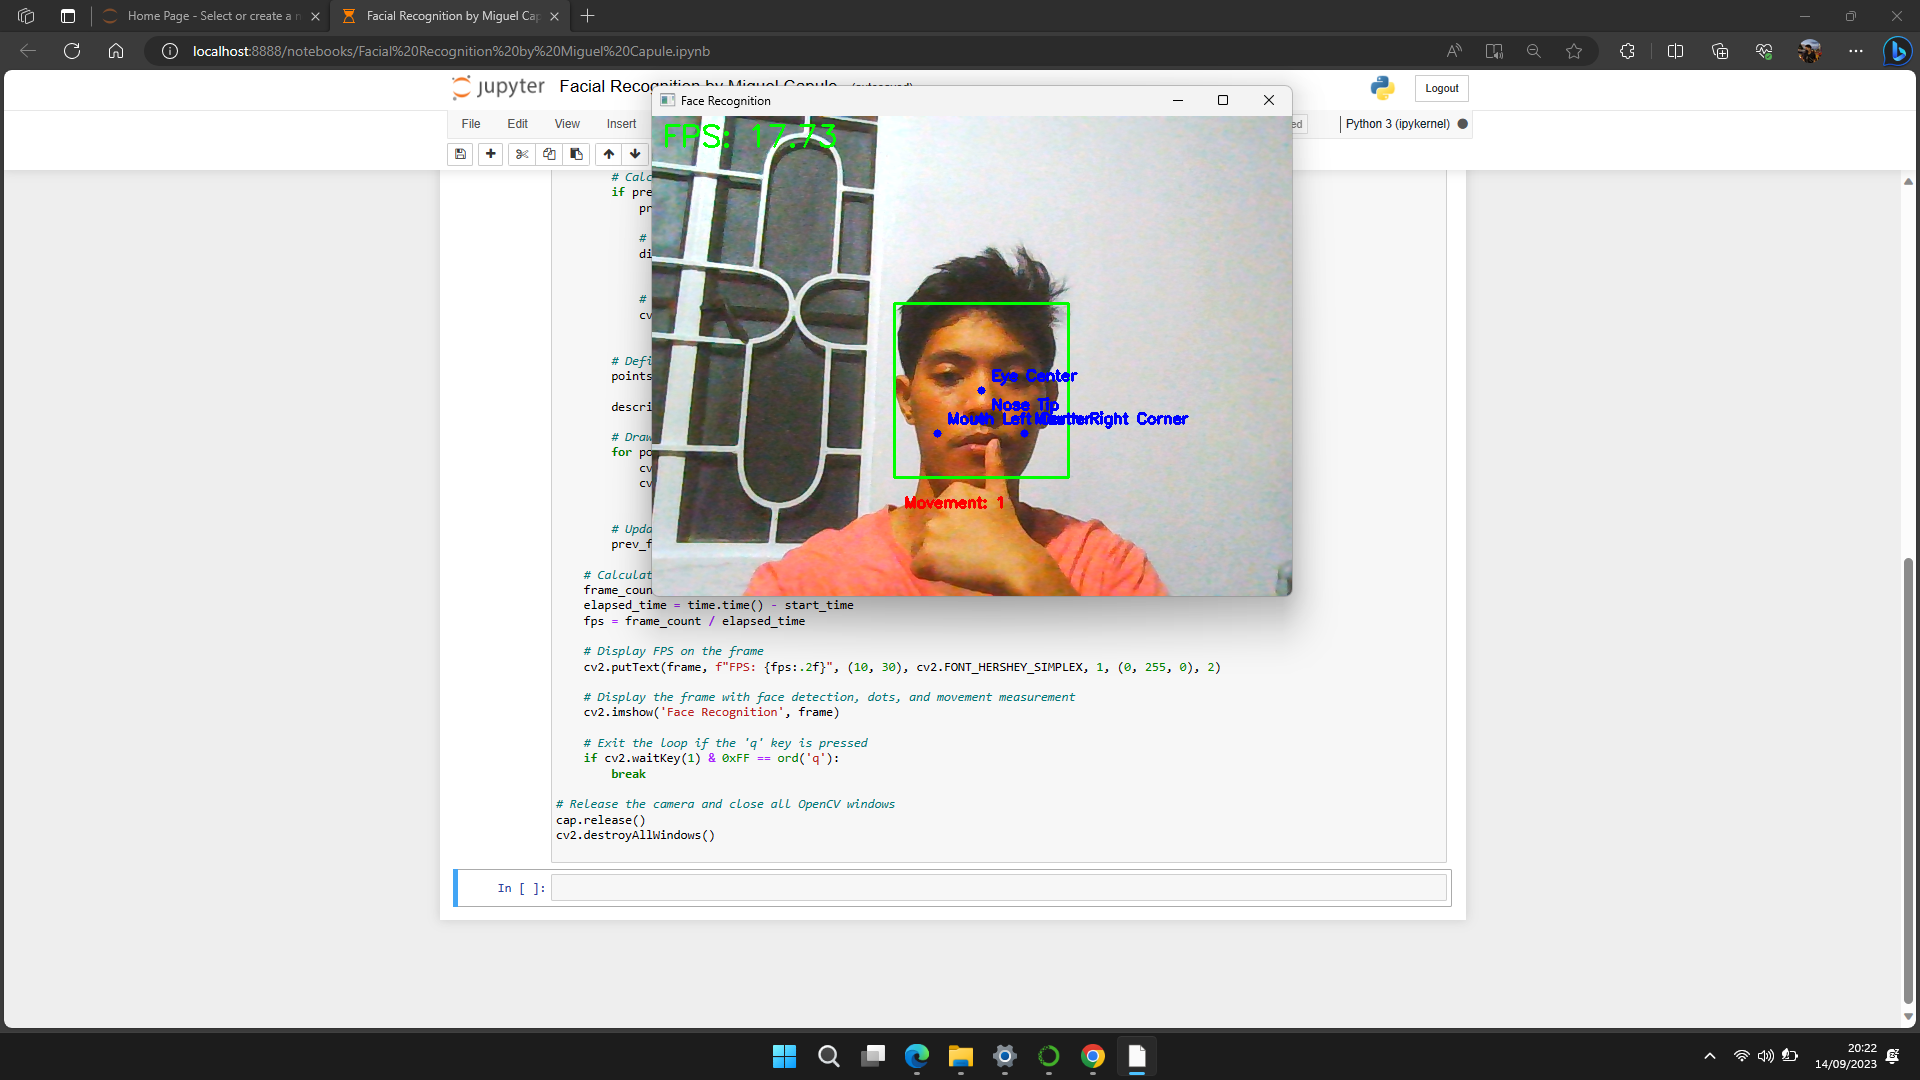 Home Page - Select or create a n
Facial Recognition by Miguel Cap
localhost:8888/notebooks/Facial%20Recognition%20by%20Miguel%20Capule.ipynb
jupyter
Facial Recognition by Miguel Capule
Logout
Face Recognition
File Edit View Insert
ed
Python 3 (ipykernel)
FPS: 17.73
# Calc
if pre
pr
#
di
#
cv
# Defi
points
descri
# Draw
for po
cv
cv
# Upda
prev_f
Eye Center
Nose Tip
Mouth Left
Right Corner
Movement: 1
# Calculat
frame_coun
elapsed_time = time.time() - start_time
fps = frame_count / elapsed_time
# Display FPS on the frame
cv2.putText(frame, f"FPS: {fps:.2f}", (10, 30), cv2.FONT_HERSHEY_SIMPLEX, 1, (0, 255, 0), 2)
# Display the frame with face detection, dots, and movement measurement
cv2.imshow('Face Recognition', frame)
# Exit the loop if the 'q' key is pressed
if cv2.waitKey(1) & 0xFF == ord('q'):
break
# Release the camera and close all OpenCV windows
cap.release()
cv2.destroyAllWindows()
In [ ]:
20:22
14/09/2023